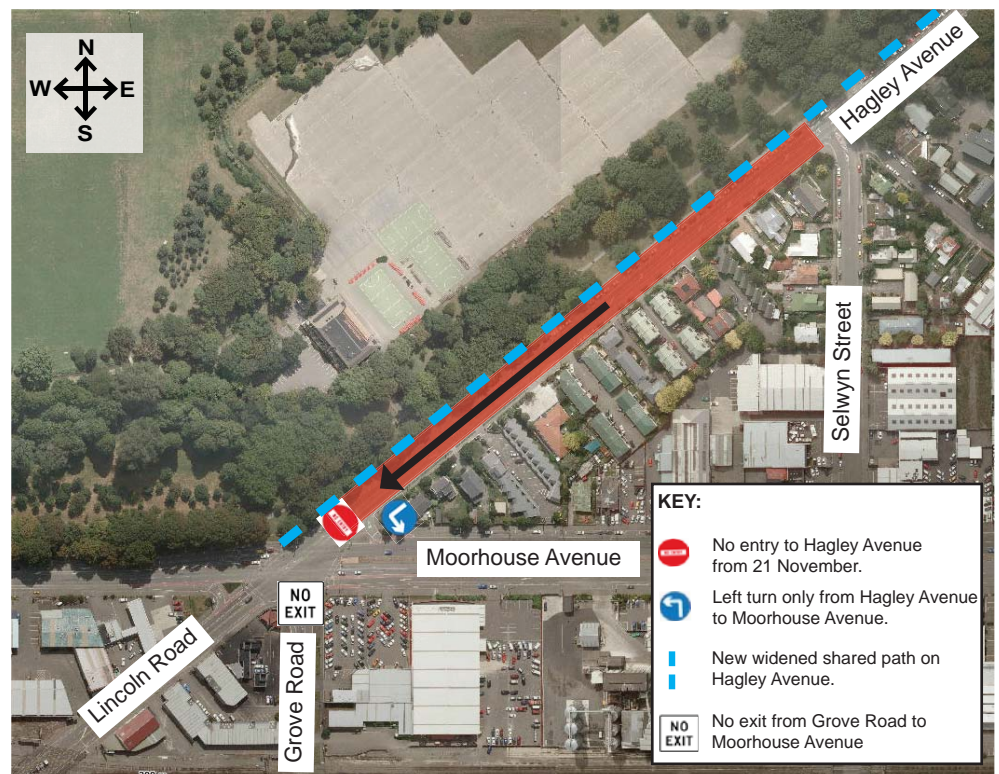 N
W E
S
Hagley Avenue
Selwyn Street
Moorhouse Avenue
NO
EXIT
Lincoln Road
Grove Road
KEY:
NO ENTRY
No entry to Hagley Avenue
from 21 November.
Left turn only from Hagley Avenue
to Moorhouse Avenue.
New widened shared path on
Hagley Avenue.
NO
EXIT
No exit from Grove Road to
Moorhouse Avenue